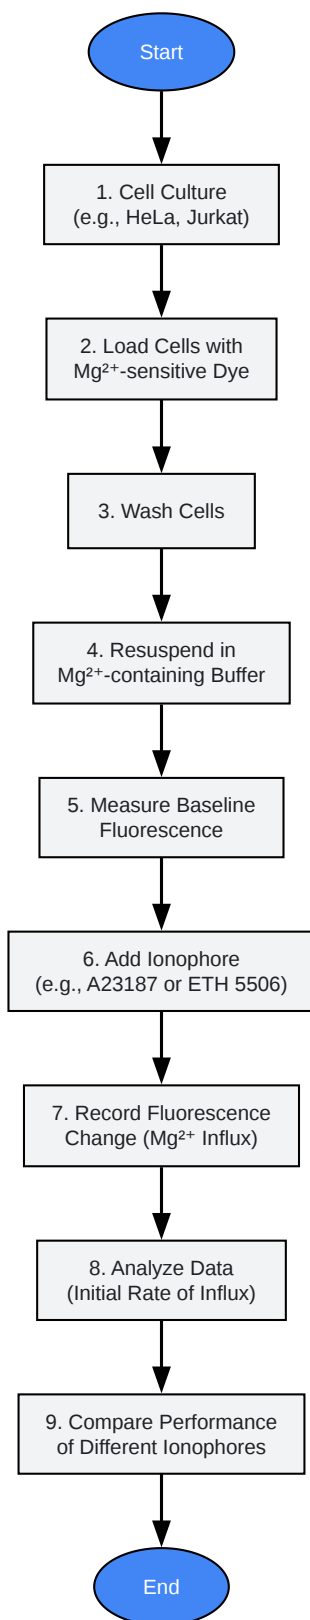 Start
1. Cell Culture
(e.g., HeLa, Jurkat)
2. Load Cells with
Mg²⁺-sensitive Dye
3. Wash Cells
4. Resuspend in
Mg²⁺-containing Buffer
5. Measure Baseline
Fluorescence
6. Add Ionophore
(e.g., A23187 or ETH 5506)
7. Record Fluorescence
Change (Mg²⁺ Influx)
8. Analyze Data
(Initial Rate of Influx)
9. Compare Performance
of Different Ionophores
End